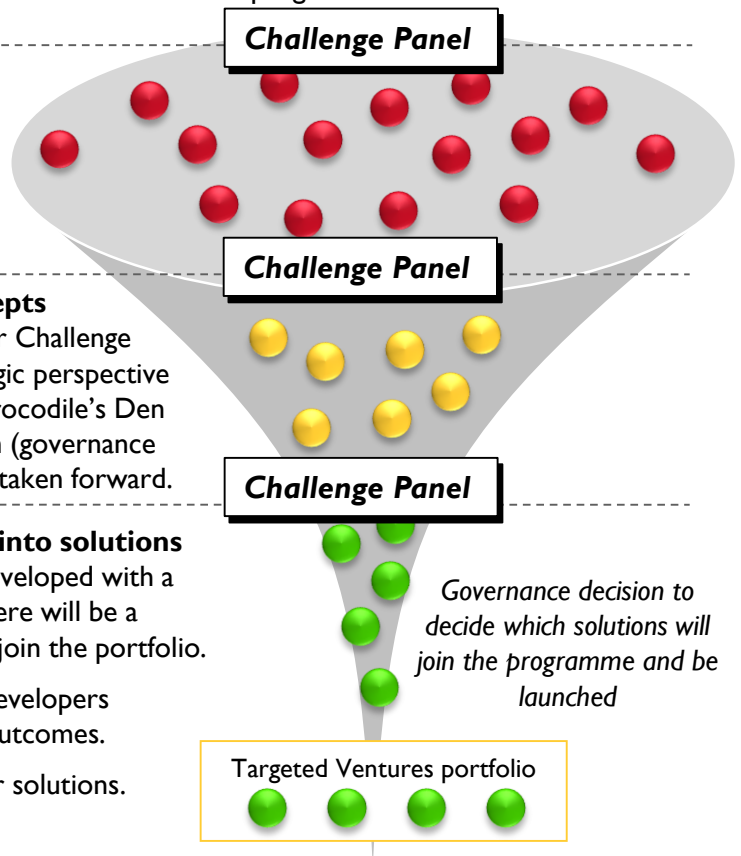 Challenge Panel
Challenge Panel
Challenge
gic perspective
Den
(governance
taken forward.
Challenge Panel
into solutions
veloped with a
ere will be a
join the portfolio.
Governance decision to
decide which solutions will
join the programme and be
launched
evelopers
utcomes.
solutions.
Targeted Ventures portfolio